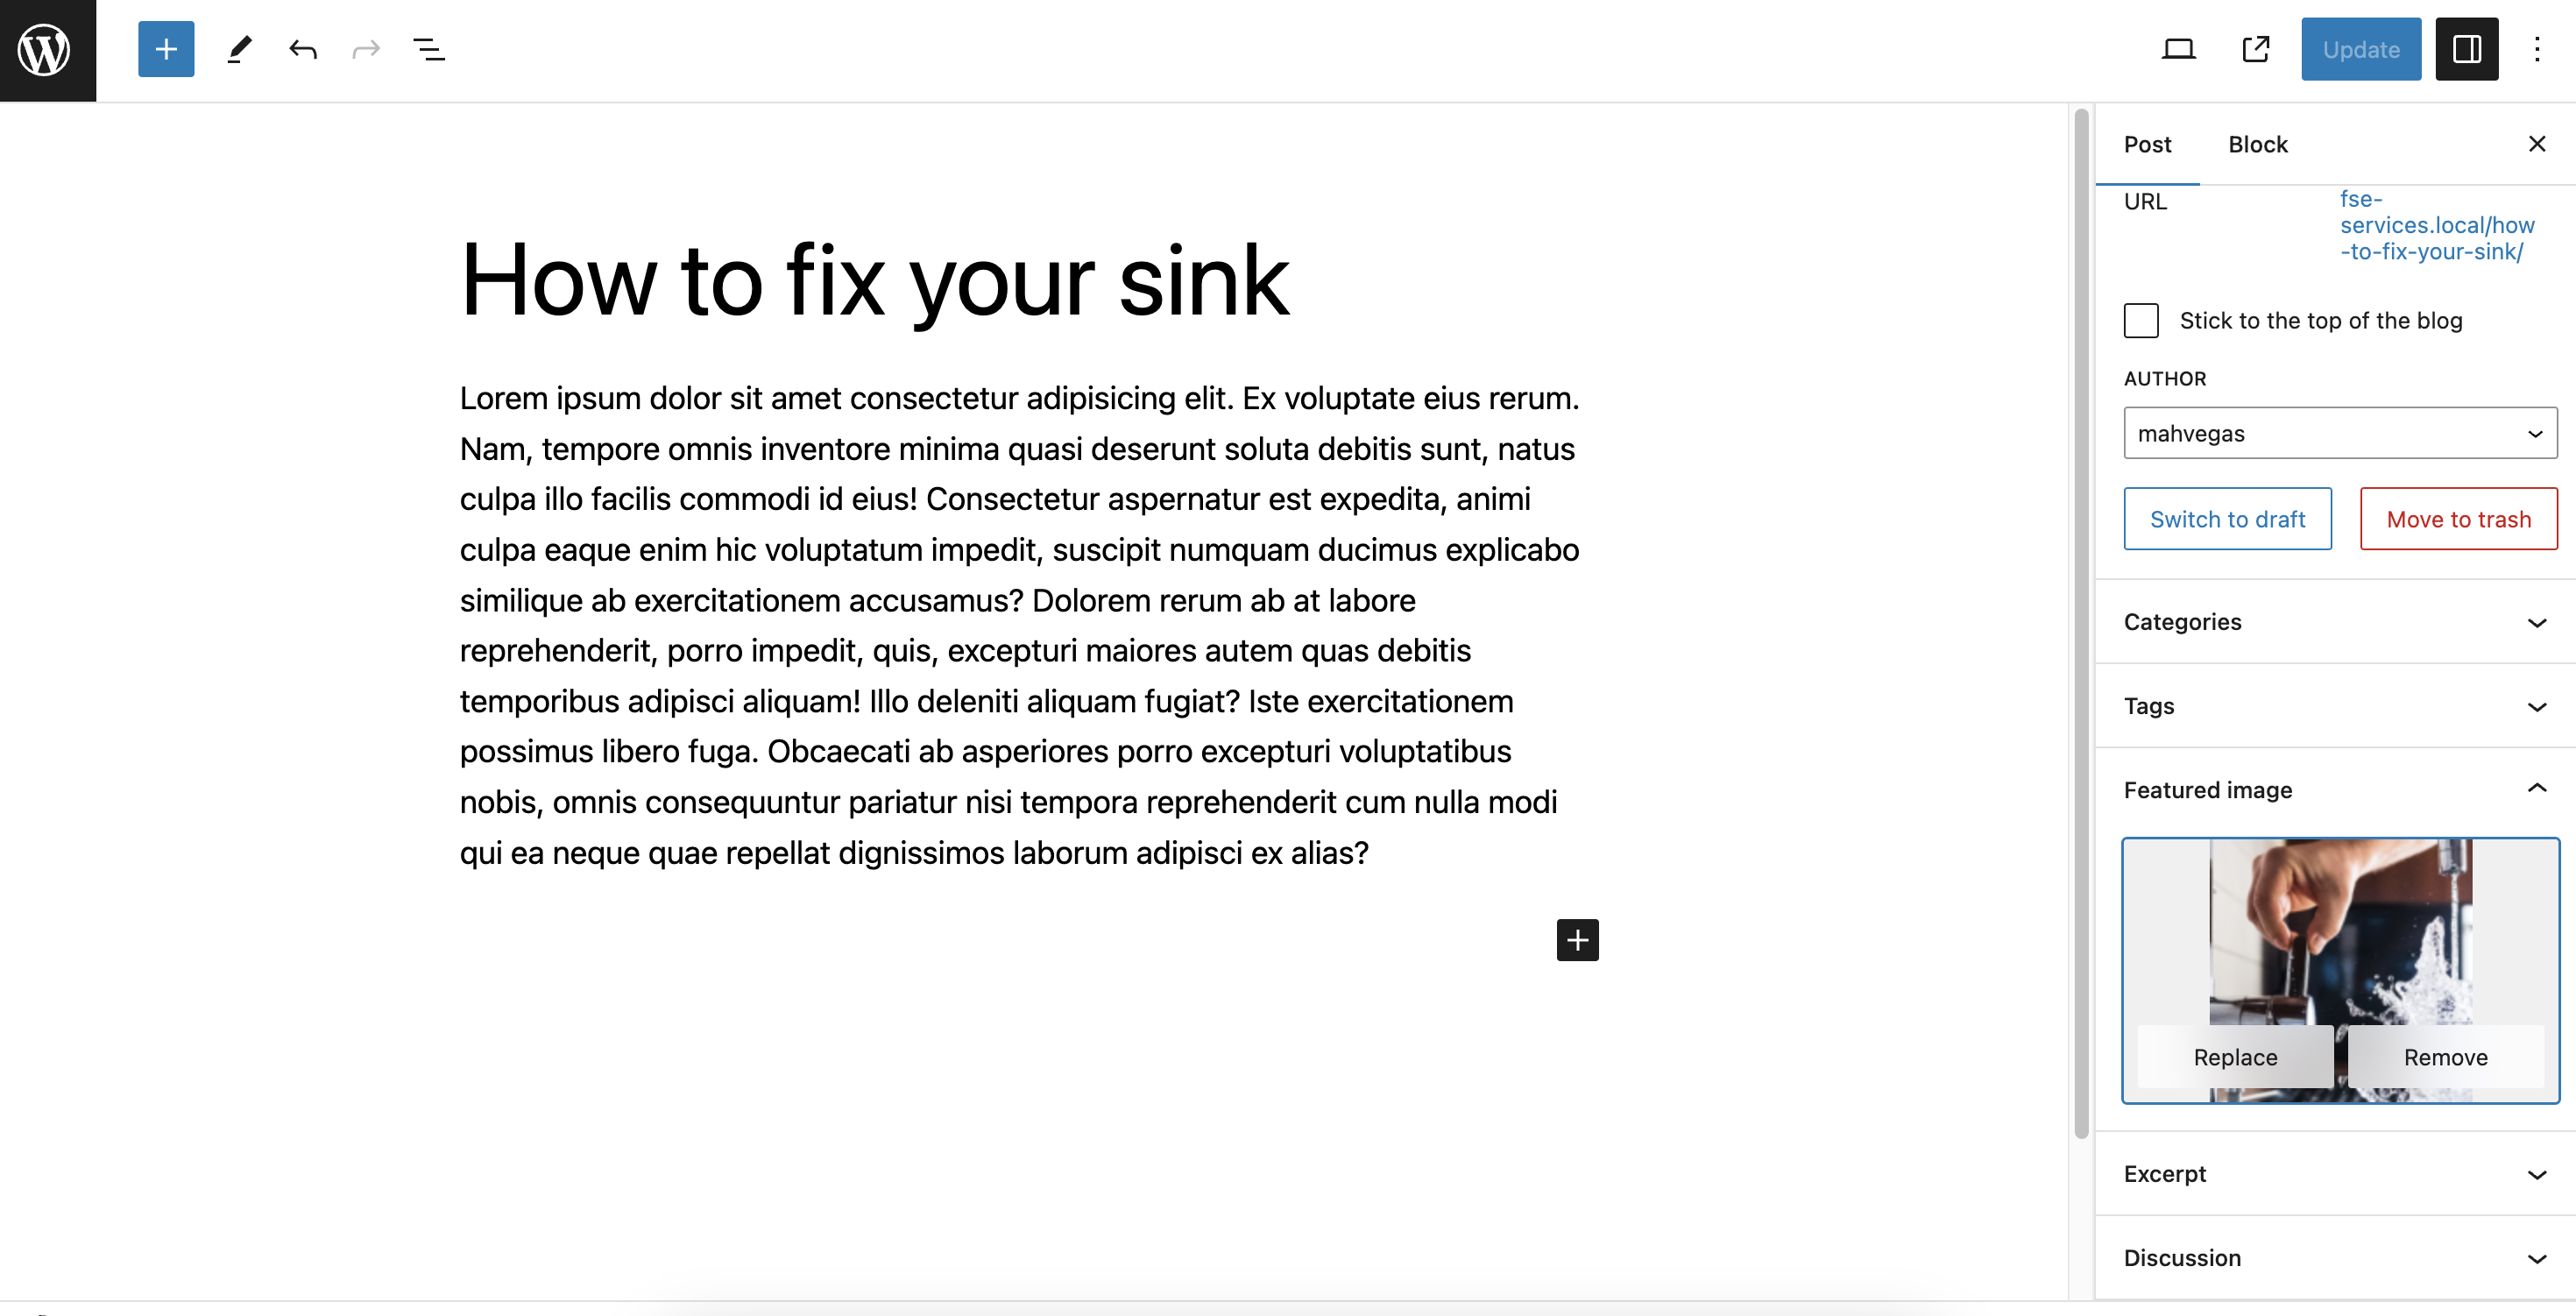 Update
Post
Block
URL
fse-
services.local/how
-to-fix-your-sink/
Stick to the top of the blog
AUTHOR
mahvegas
Switch to draft
Move to trash
Categories
Tags
Featured image
Replace
Remove
Excerpt
Discussion
How to fix your sink
Lorem ipsum dolor sit amet consectetur adipisicing elit. Ex voluptate eius rerum.
Nam, tempore omnis inventore minima quasi deserunt soluta debitis sunt, natus
culpa illo facilis commodi id eius! Consectetur aspernatur est expedita, animi
culpa eaque enim hic voluptatum impedit, suscipit numquam ducimus explicabo
similique ab exercitationem accusamus? Dolorem rerum ab at labore
reprehenderit, porro impedit, quis, excepturi maiores autem quas debitis
temporibus adipisci aliquam! Illo deleniti aliquam fugiat? Iste exercitationem
possimus libero fuga. Obcaecati ab asperiores porro excepturi voluptatibus
nobis, omnis consequuntur pariatur nisi tempora reprehenderit cum nulla modi
qui ea neque quae repellat dignissimos laborum adipisci ex alias?